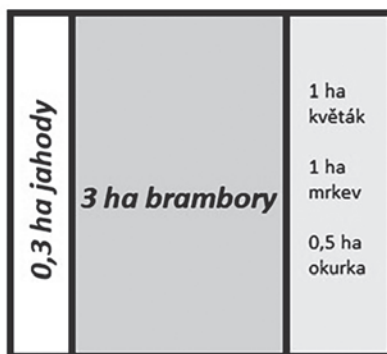 0,3 ha jahody
3 ha brambory
1 ha
květák
1 ha
mrkev
0,5 ha
okurka